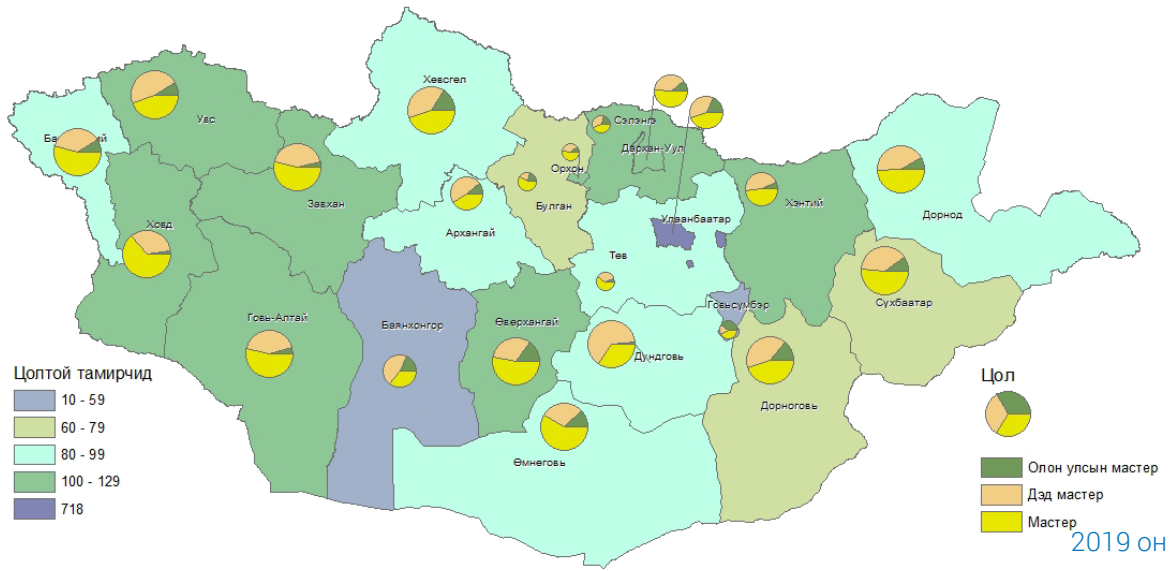 Хөвсгөл
Увс
Сэлэнгэ
Дархан-Уул
Орхон
Завхан
Булган
Хэнтий
Ховд
Архангай
Улаанбаатар
Дорнод
Төв
Говьсүмбэр
Сүхбаатар
Говь-Алтай
Баянхонгор
Өвөрхангай
Дундговь
Дорноговь
Өмнөговь
Цолтой тамирчид
10 - 59
60 - 79
80 - 99
100 - 129
718
Цол
Олон улсын мастер
Дэд мастер
Мастер
2019 он